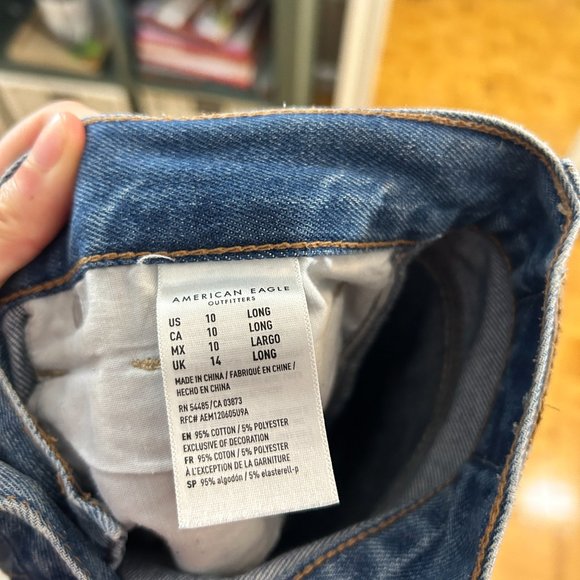 AMERICAN EAGLE
OUTFITTERS
US 10 LONG
CA 10 LONG
MX 10 LARGO
UK 14 LONG
MADE IN CHINA / FABRIQUÉ EN CHINE /
HECHO EN CHINA
RN 54485/CA 03873
RFC# AEM120605U9A
EN 95% COTTON / 5% POLYESTER
EXCLUSIVE OF DECORATION
FR 95% COTTON / 5% POLYESTER
À L'EXCEPTION DE LA GARNITURE
SP 95% algodón / 5% elasterell-p